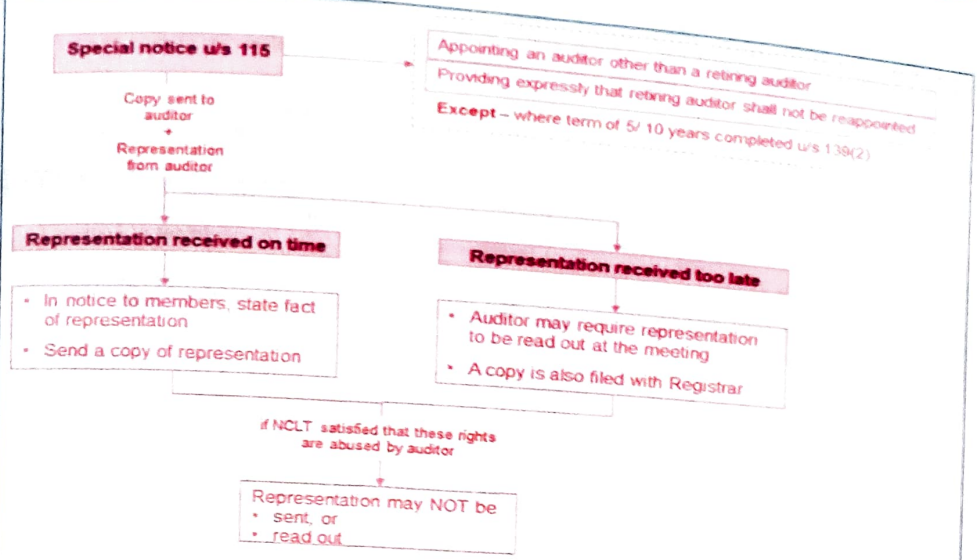 Special notice u/s 115
Appointing an auditor other than a retiring auditor
Providing expressly that retiring auditor shall not be reappointed
Except – where term of 5/ 10 years completed u/s 139(2)
Copy sent to
auditor
+
Representation
from auditor
Representation received on time
• In notice to members, state fact
of representation
• Send a copy of representation
Representation received too late
• Auditor may require representation
to be read out at the meeting
• A copy is also filed with Registrar
if NCLT satisfied that these rights
are abused by auditor
Representation may NOT be
• sent, or
• read out